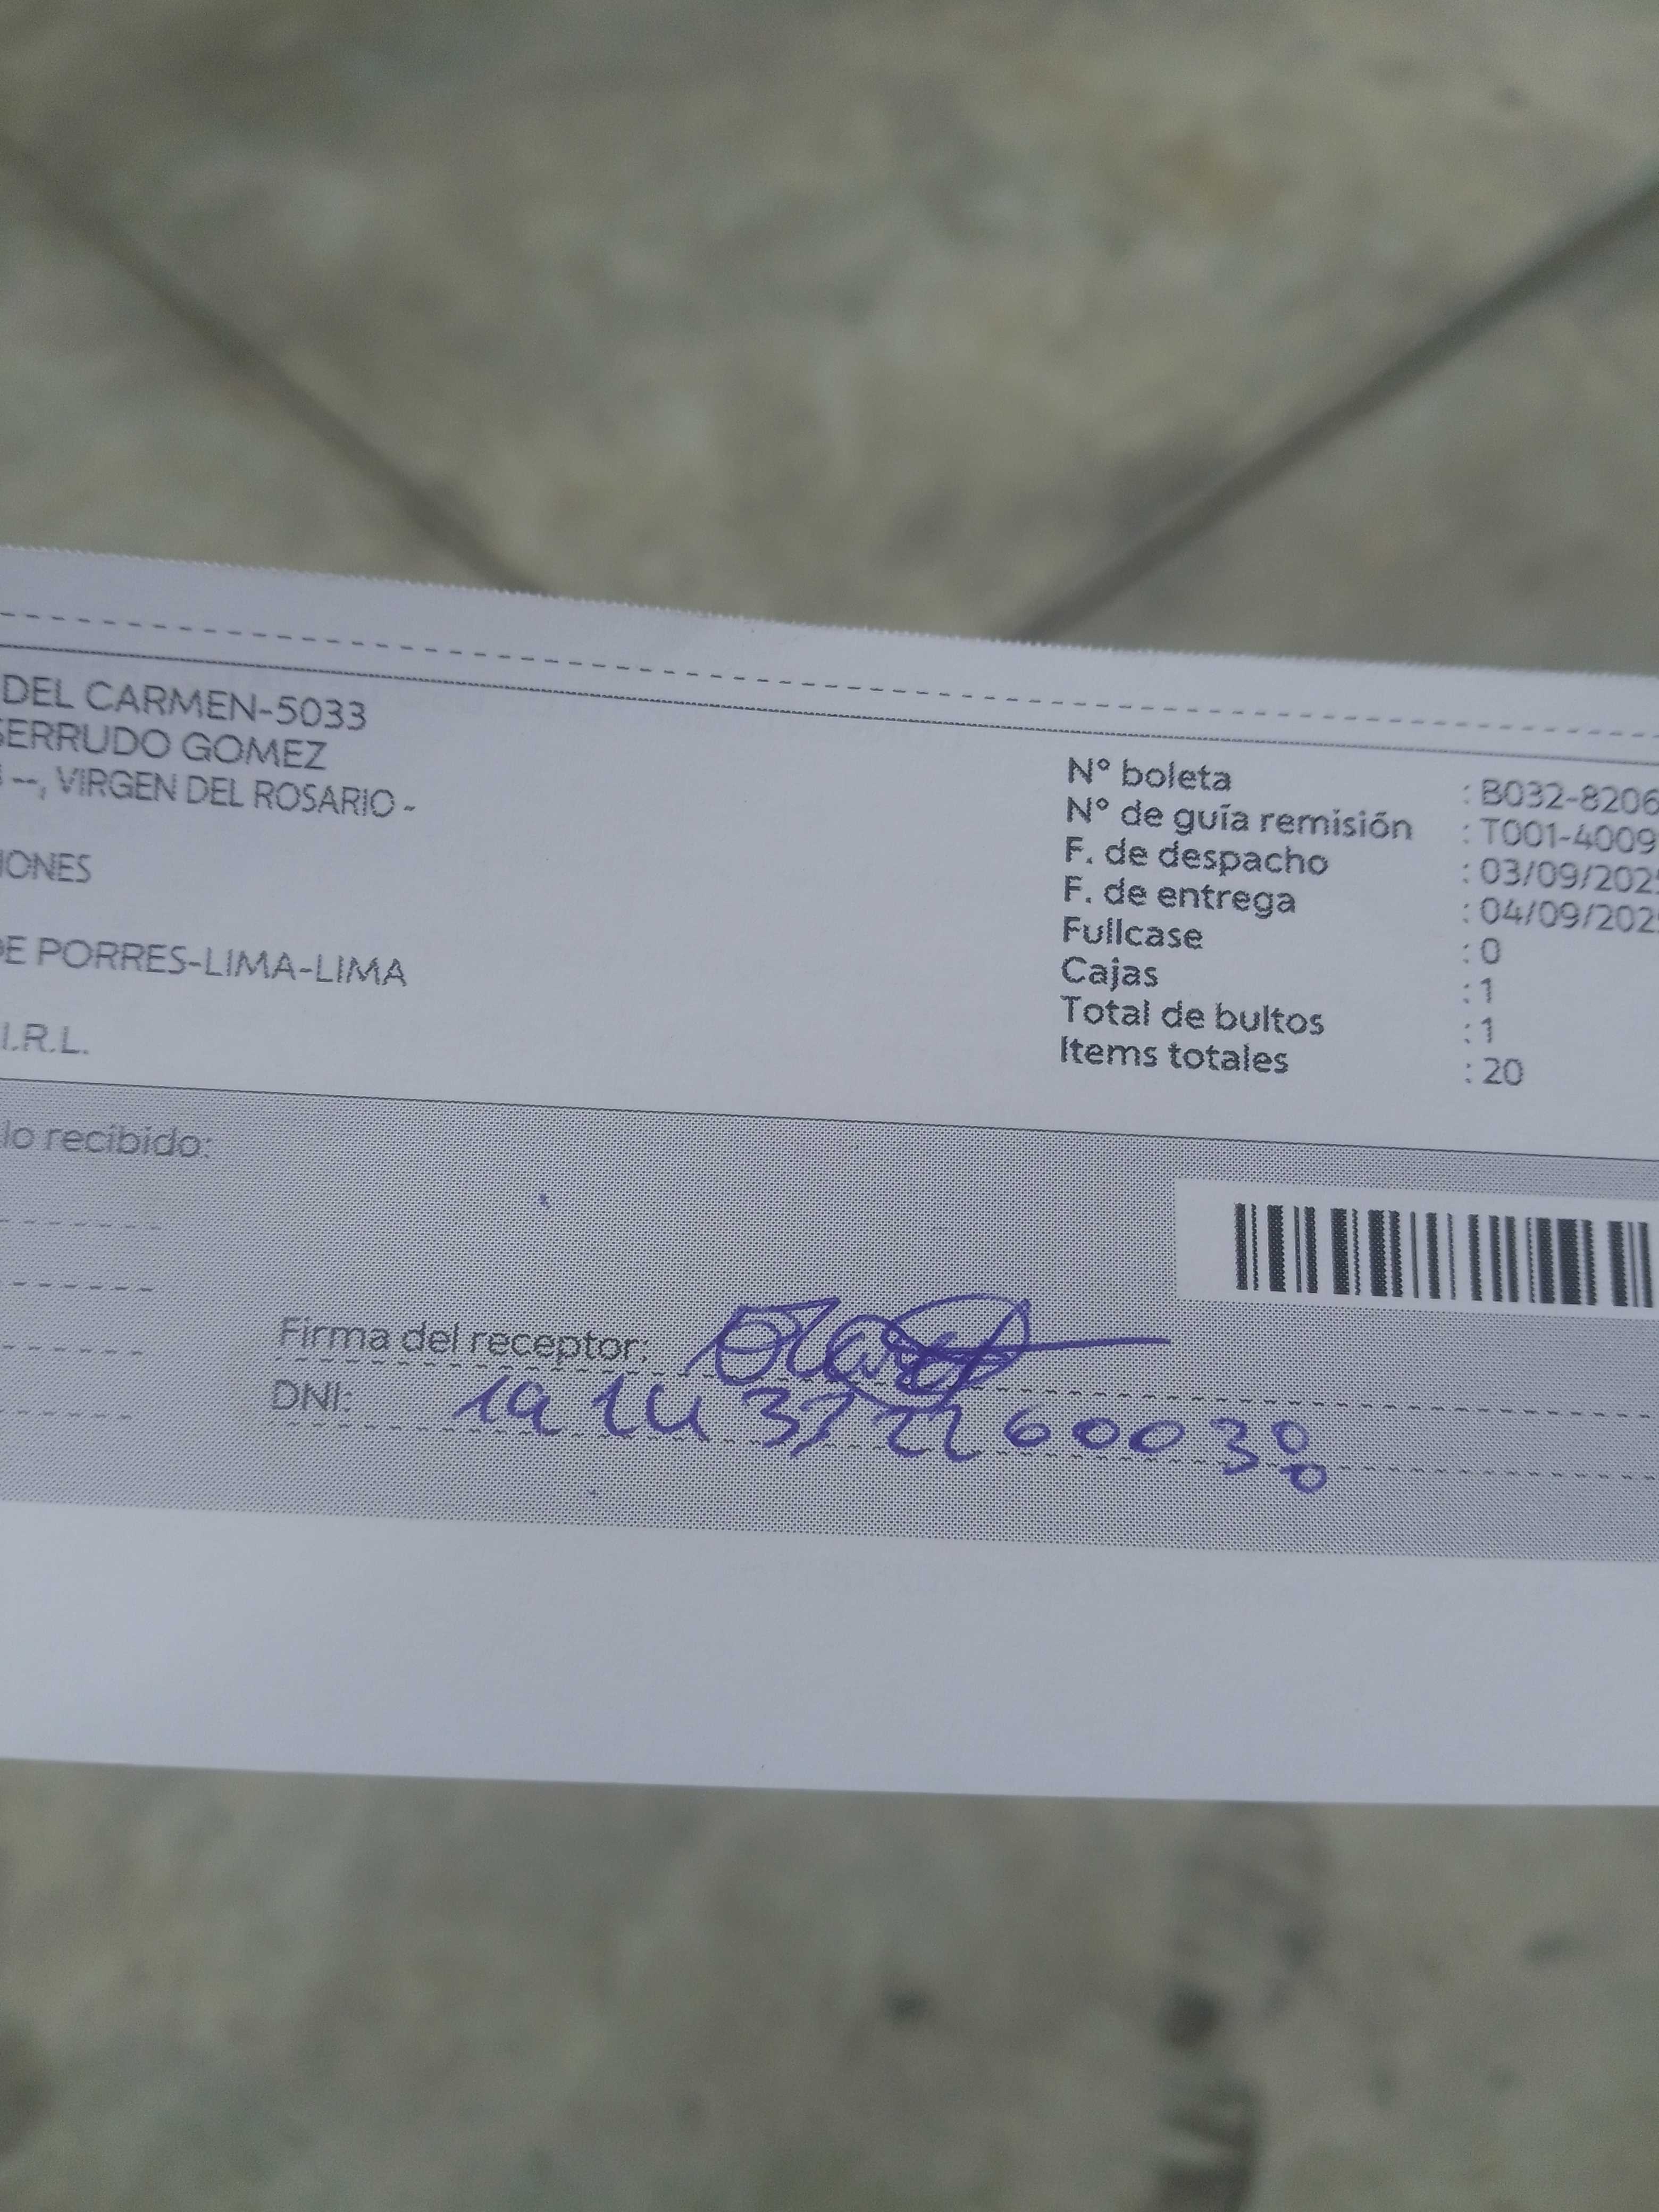 DEL CARMEN-5033
SERRUDO GOMEZ
--, VIRGEN DEL ROSARIO -
IONES
DE PORRES-LIMA-LIMA
I.R.L.
Nº boleta : B032-8206
Nº de guía remisión : T001-4009
F. de despacho : 03/09/202
F. de entrega : 04/09/202
Fullcase : 0
Cajas : 1
Total de bultos : 1
Items totales : 20
lo recibido:
Firma del receptor:
DNI: